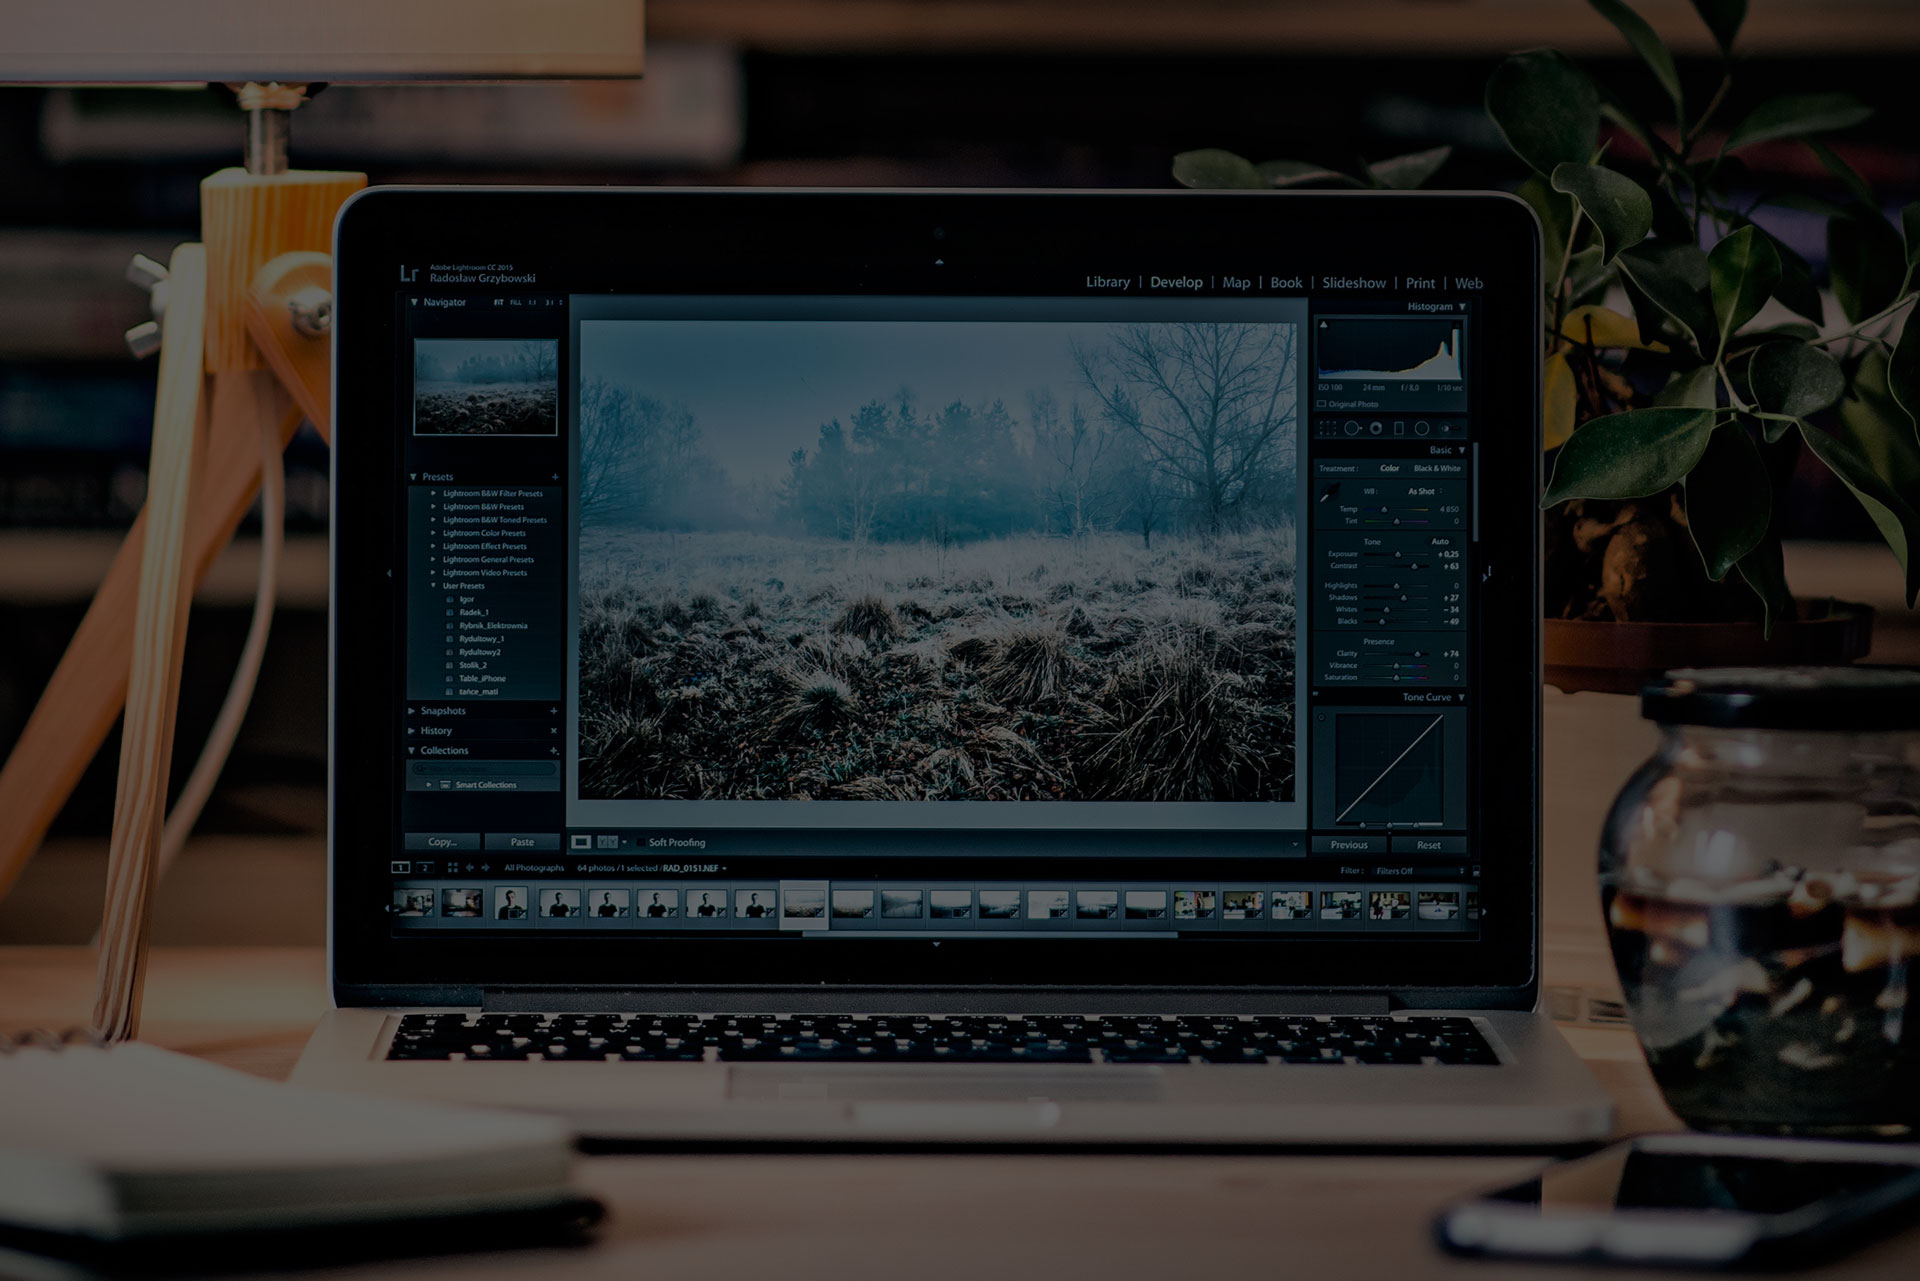 Lr Adobe Lightroom CC 2015
Radosław Grzybowski
Library | Develop | Map | Book | Slideshow | Print | Web
Navigator FIT FILL 1:1 3:1
Presets +
Lightroom B&W Filter Presets
Lightroom B&W Presets
Lightroom B&W Toned Presets
Lightroom Color Presets
Lightroom Effect Presets
Lightroom General Presets
Lightroom Video Presets
User Presets
Igor
Radek_1
Rybnik_Elektrownia
Rydultowy_1
Rydultowy2
Stolik_2
Table_iPhone
tańce_mati
Snapshots +
History ×
Collections +
Smart Collections
Copy... Paste
Soft Proofing
Histogram
ISO 100 24 mm f / 8,0 1/10 sec
Original Photo
Basic
Treatment : Color Black & White
WB : As Shot
Temp 4 850
Tint 0
Tone Auto
Exposure + 0,25
Contrast + 63
Highlights 0
Shadows + 27
Whites − 34
Blacks − 49
Presence
Clarity + 74
Vibrance 0
Saturation 0
Tone Curve
Previous Reset
1 2 All Photographs 64 photos / 1 selected / RAD_0151.NEF Filter : Filters Off